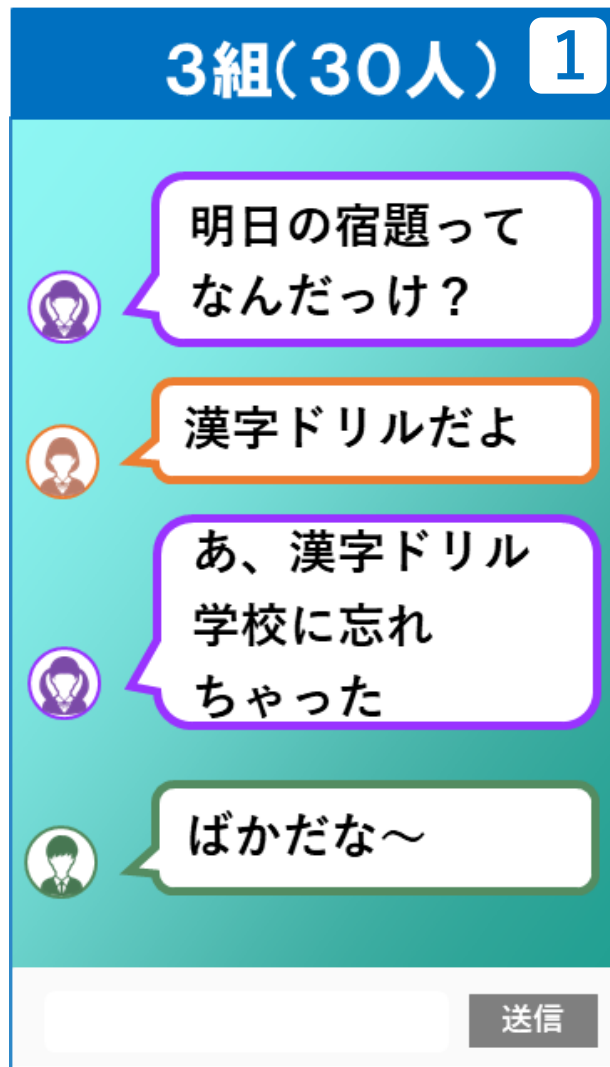 3組(30人)
1
明日の宿題って
なんだっけ？
漢字ドリルだよ
あ、漢字ドリル
学校に忘れ
ちゃった
ばかだな～
送信